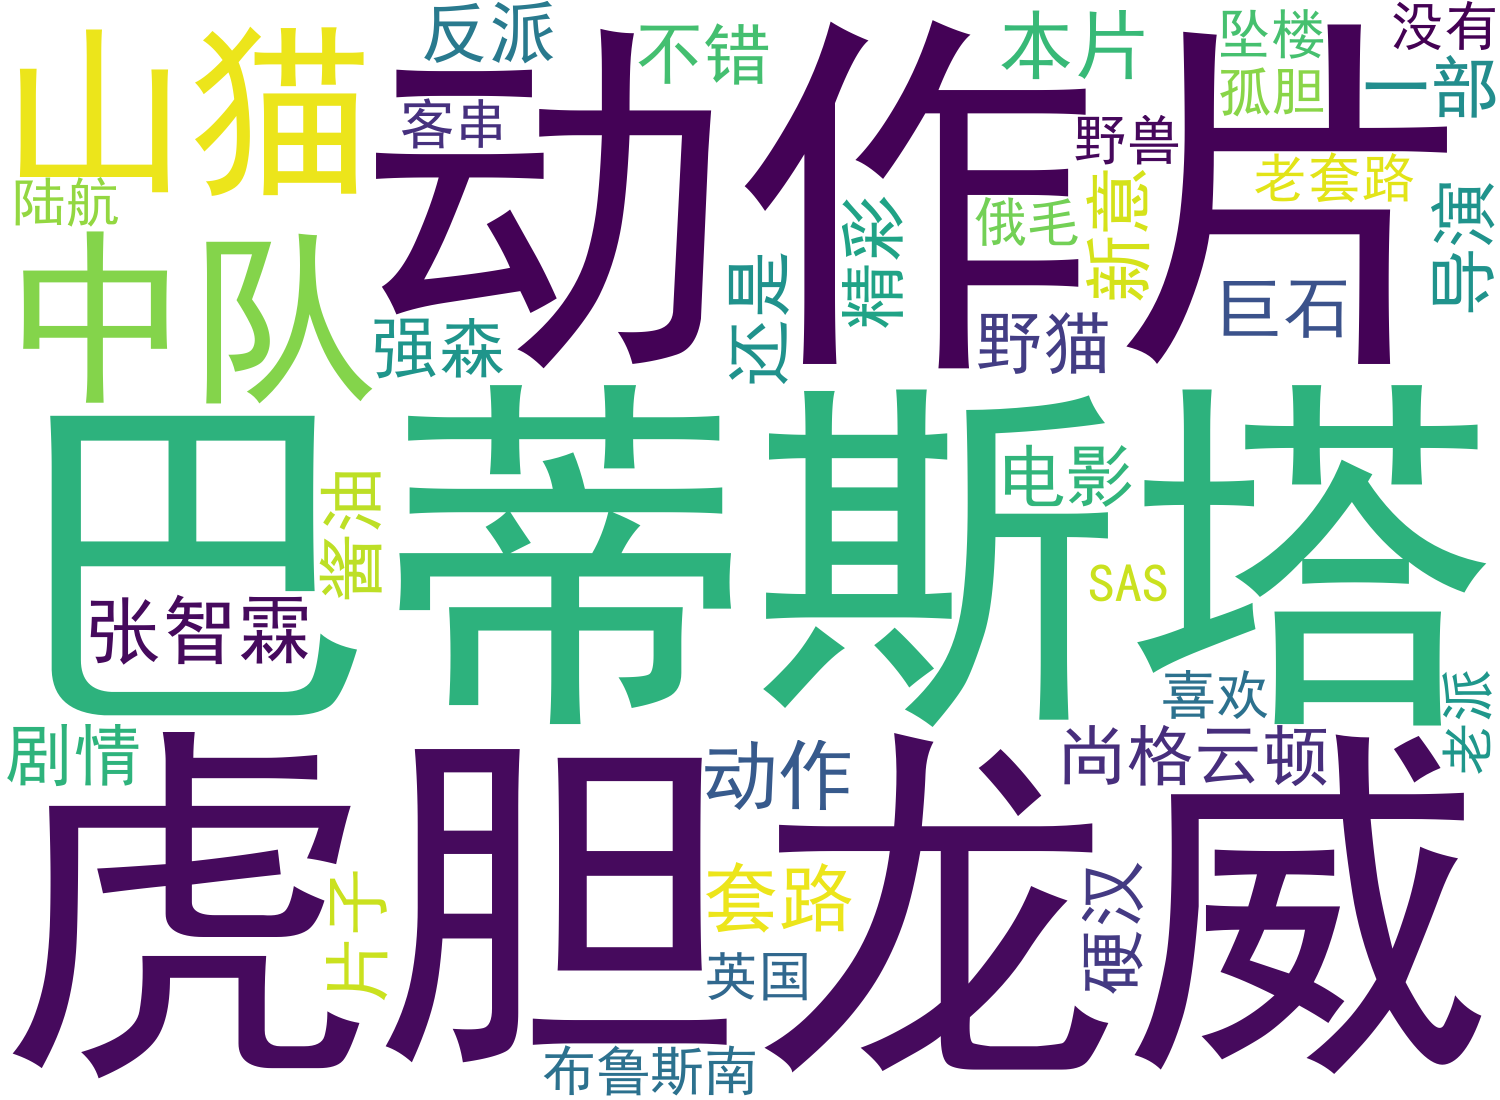 反派
不错
本片
坠楼
没有
山猫
动作片
孤胆
一部
客串
野兽
老套路
陆航
俄毛
新意
导演
精彩
中队
还是
强森
野猫
巨石
巴蒂斯塔
电影
酱油
SAS
张智霖
喜欢
老派
剧情
虎胆龙威
动作
尚格云顿
套路
硬汉
片子
英国
布鲁斯南